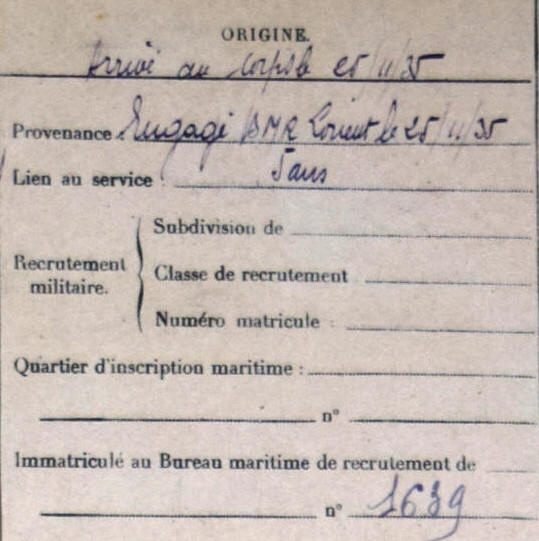 ORIGINE.
Arrivé au corps le 25/11/35
Provenance : Engagé BMR Lorient le 25/11/35
Lien au service : 5 ans
Subdivision de
Recrutement militaire.
Classe de recrutement
Numéro matricule :
Quartier d'inscription maritime :
n°
Immatriculé au Bureau maritime de recrutement de
n° 1639